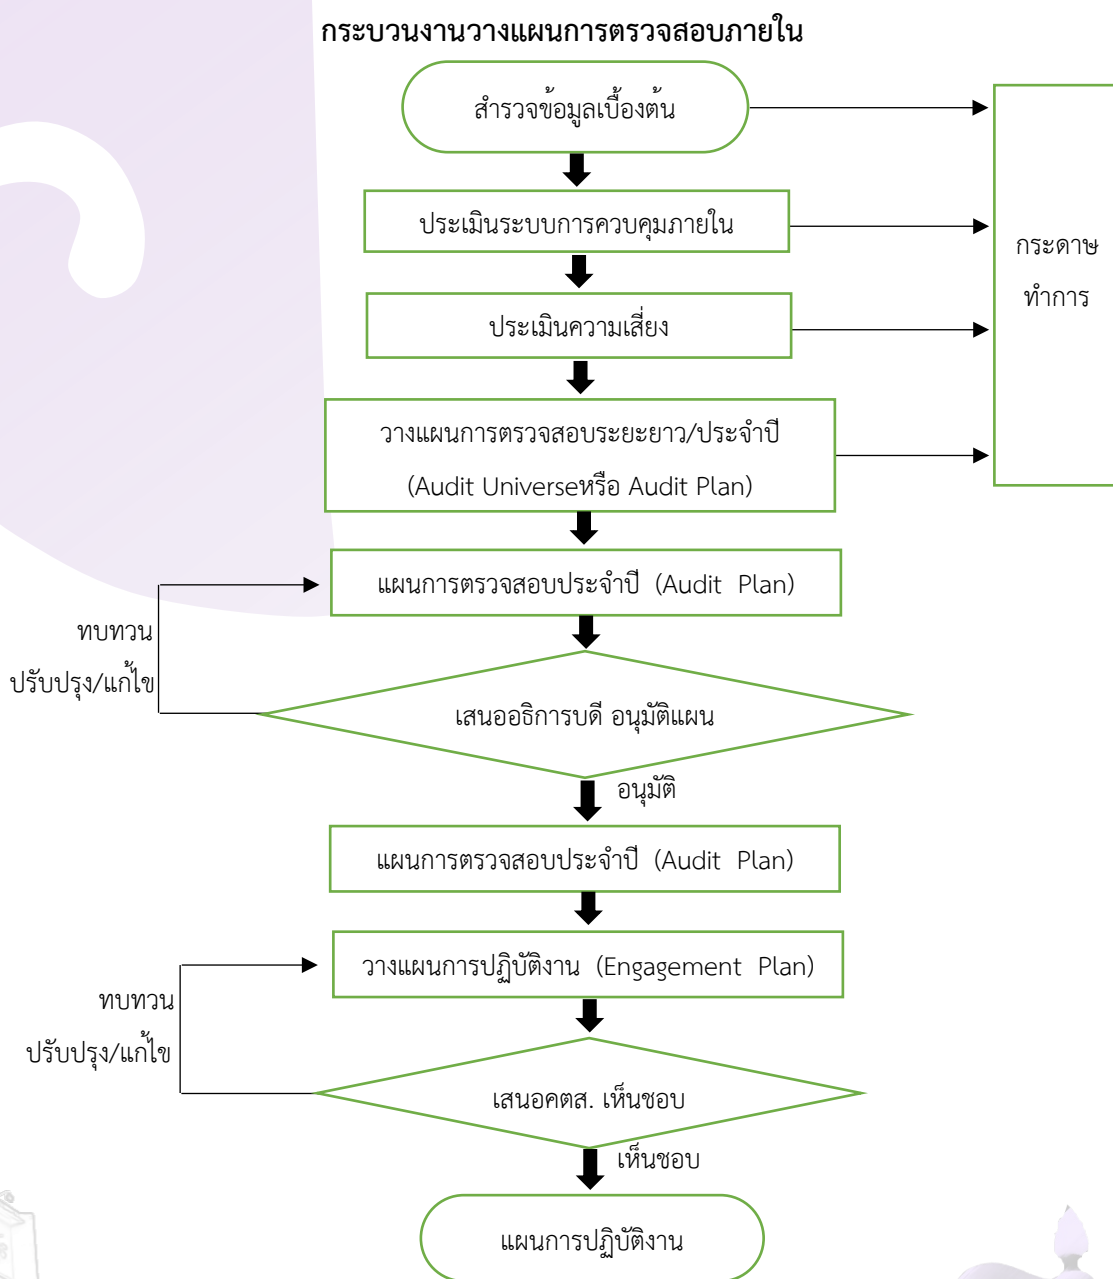 กระบวนงานวางแผนการตรวจสอบภายใน
สำรวจข้อมูลเบื้องต้น
ประเมินระบบการควบคุมภายใน
กระดาษ
ทำการ
ประเมินความเสี่ยง
วางแผนการตรวจสอบระยะยาว/ประจำปี
(Audit Universeหรือ Audit Plan)
แผนการตรวจสอบประจำปี (Audit Plan)
ทบทวน
ปรับปรุง/แก้ไข
เสนออธิการบดี อนุมัติแผน
อนุมัติ
แผนการตรวจสอบประจำปี (Audit Plan)
วางแผนการปฏิบัติงาน (Engagement Plan)
ทบทวน
ปรับปรุง/แก้ไข
เสนอคตส. เห็นชอบ
เห็นชอบ
แผนการปฏิบัติงาน